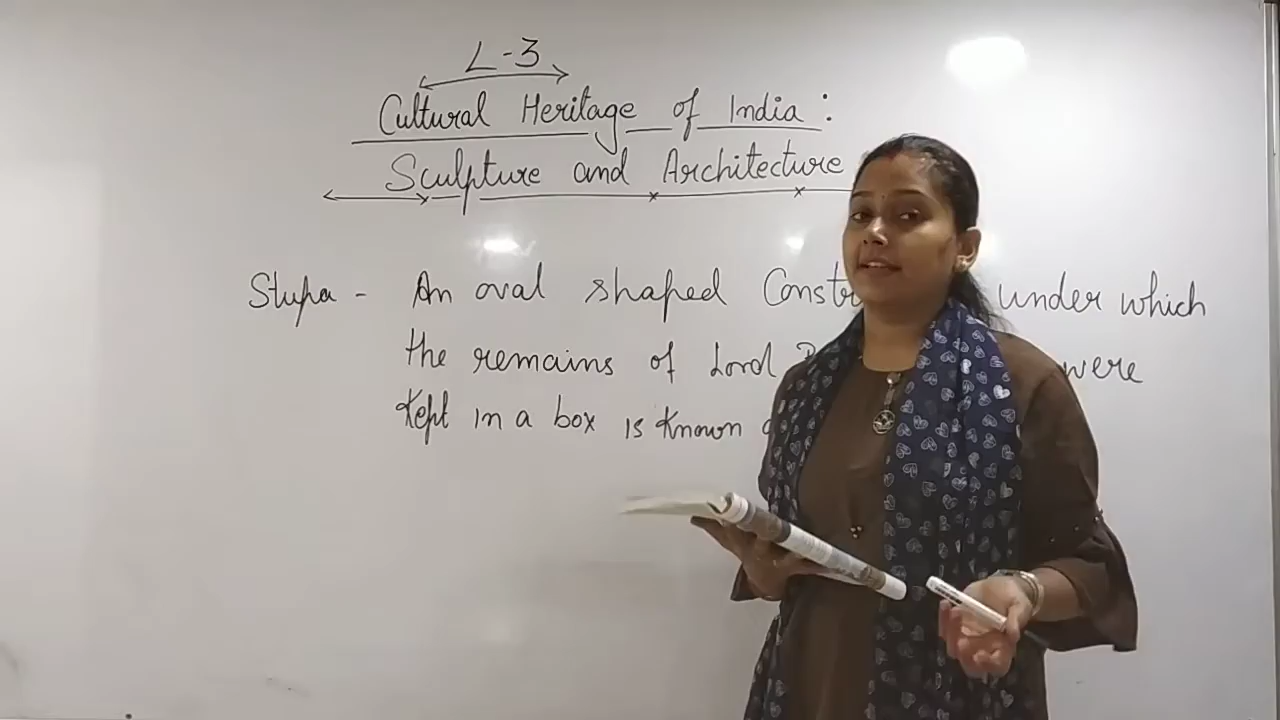 L-3
Cultural Heritage of India:
Sculpture and Architecture
Stupa - An oval shaped under which
the remains of Lord were
Kept in a box is known